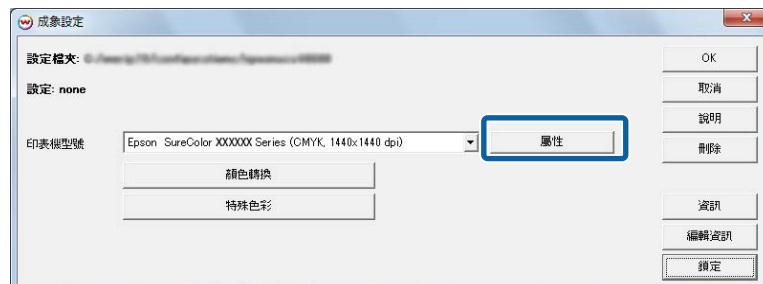 成象設定
設定檔夾:
設定: none
印表機型號
Epson SureColor XXXXXX Series (CMYK, 1440x1440 dpi)
屬性
顏色轉換
特殊色彩
OK
取消
說明
刪除
資訊
編輯資訊
鎖定